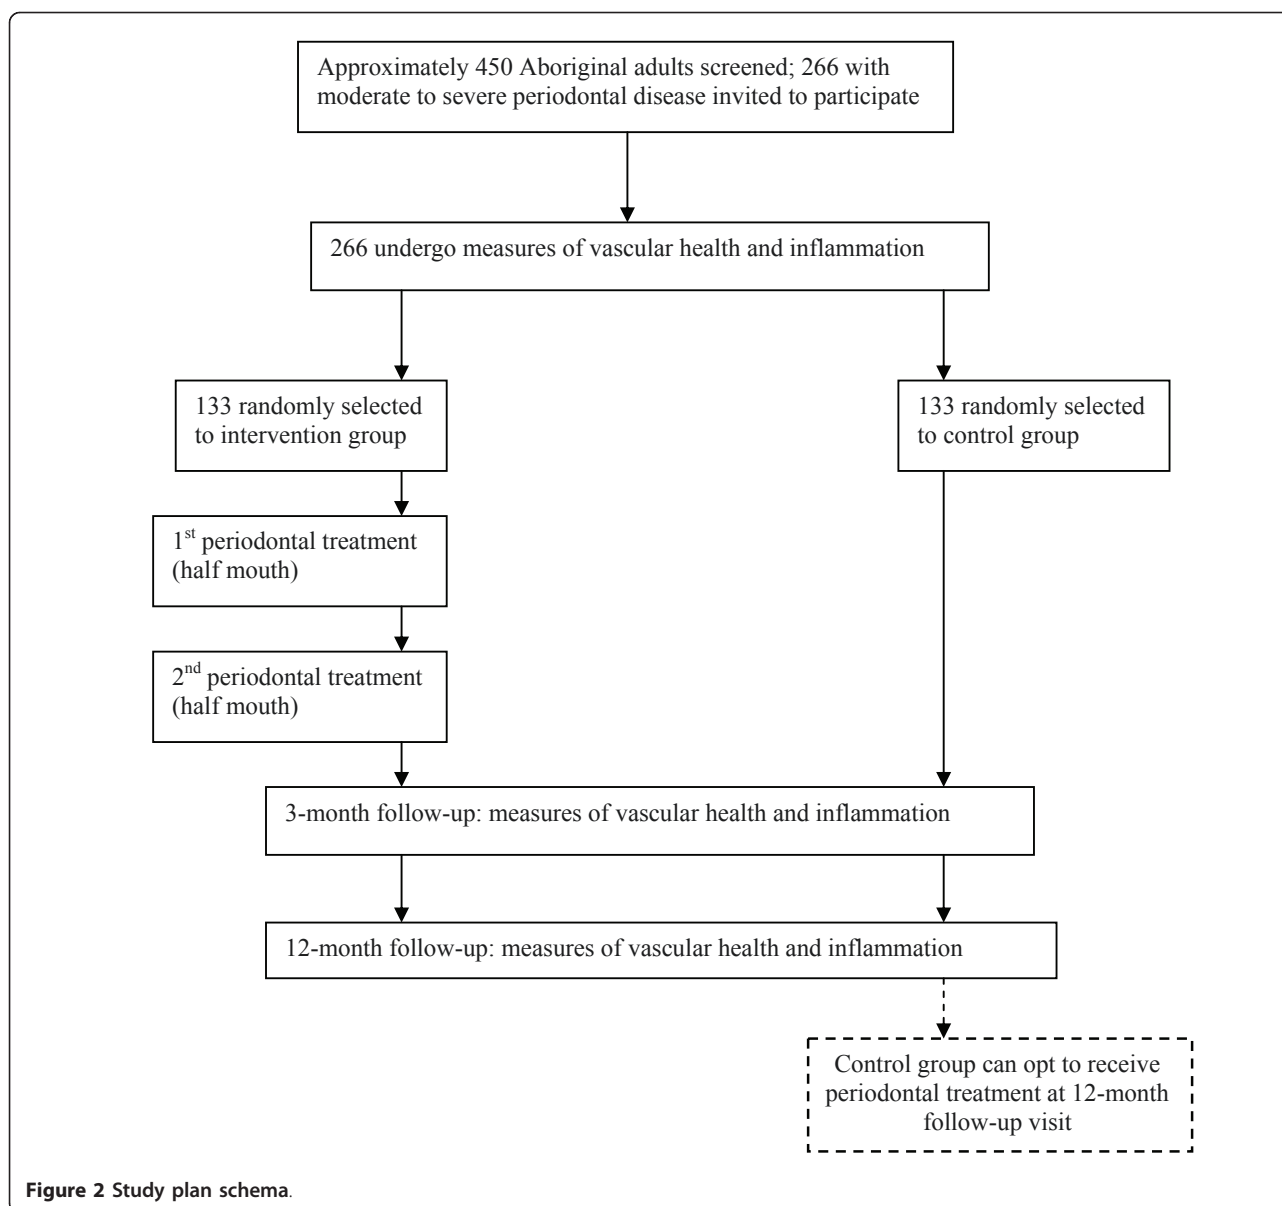 Approximately 450 Aboriginal adults screened; 266 with
moderate to severe periodontal disease invited to participate
266 undergo measures of vascular health and inflammation
133 randomly selected
to intervention group
133 randomly selected
to control group
1st periodontal treatment
(half mouth)
2nd periodontal treatment
(half mouth)
3-month follow-up: measures of vascular health and inflammation
12-month follow-up: measures of vascular health and inflammation
Control group can opt to receive
periodontal treatment at 12-month
follow-up visit
Figure 2 Study plan schema.